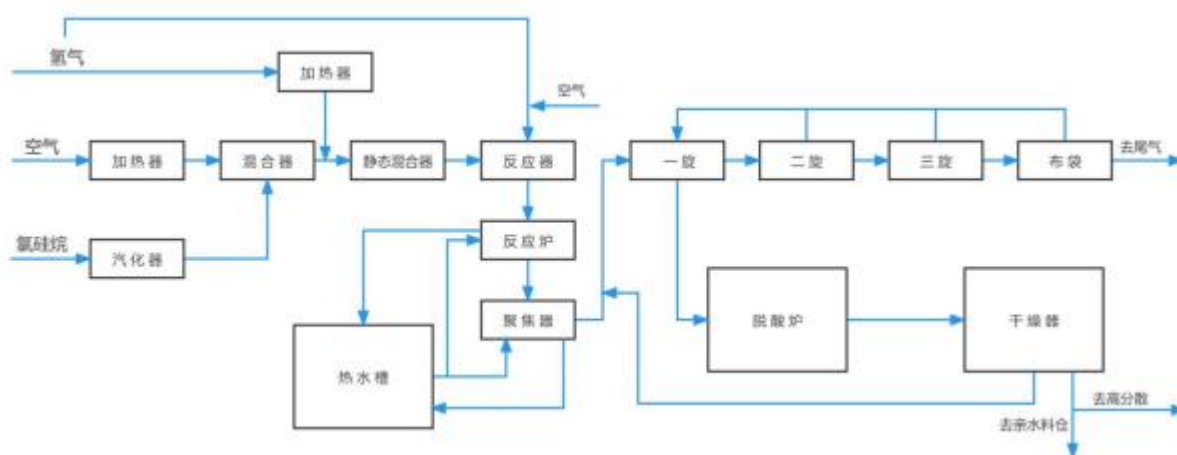 氢气
加热器
空气
空气
加热器
混合器
静态混合器
反应器
一旋
二旋
三旋
布袋
去尾气
氯硅烷
汽化器
反应炉
聚焦器
热水槽
脱酸炉
干燥器
去高分散
去亲水料仓